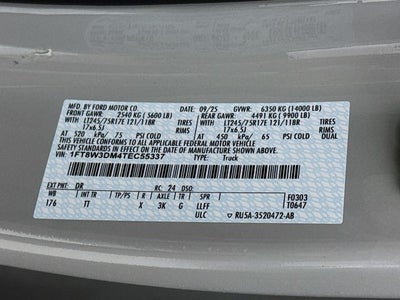 MFD. BY FORD MOTOR CO. 09/25 GVWR: 6350 KG (14000 LB)
FRONT GAWR: 2540 KG (5600 LB) REAR GAWR: 4491 KG (9900 LB)
LT245/75R17E 121/118R TIRES LT245/75R17E 121/118R TIRES
17x6.5J RIMS 17x6.5J RIMS
AT 520 kPa/ 75 PSI COLD AT 450 kPa/ 65 PSI COLD DUAL
THIS VEHICLE CONFORMS TO ALL APPLICABLE FEDERAL MOTOR VEHICLE SAFETY
STANDARDS IN EFFECT ON THE DATE OF MANUFACTURE SHOWN ABOVE.
VIN: 1FT8W3DM4TEC55337
TYPE: Truck
EXT PNT: DR RC: 24 DSO: F0303
WB INT TR TP/PS R AXLE TR SPR T0647
176 TT X 3K G LLFF
ULC RU5A-3520472-AB